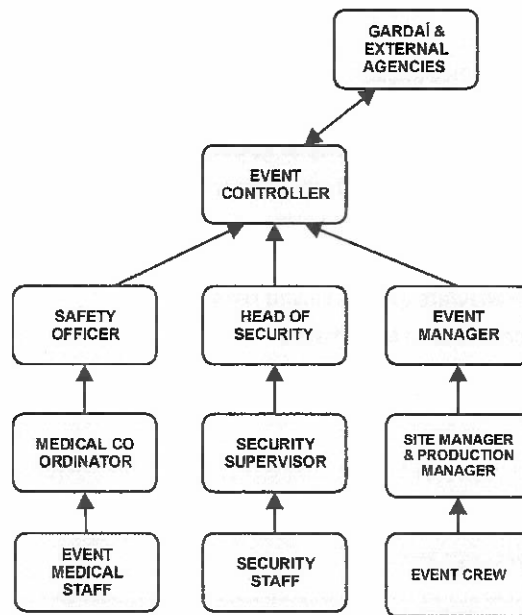 GARDAÍ &
EXTERNAL
AGENCIES
EVENT
CONTROLLER
SAFETY
OFFICER
HEAD OF
SECURITY
EVENT
MANAGER
MEDICAL CO
ORDINATOR
SECURITY
SUPERVISOR
SITE MANAGER
& PRODUCTION
MANAGER
EVENT
MEDICAL
STAFF
SECURITY
STAFF
EVENT CREW